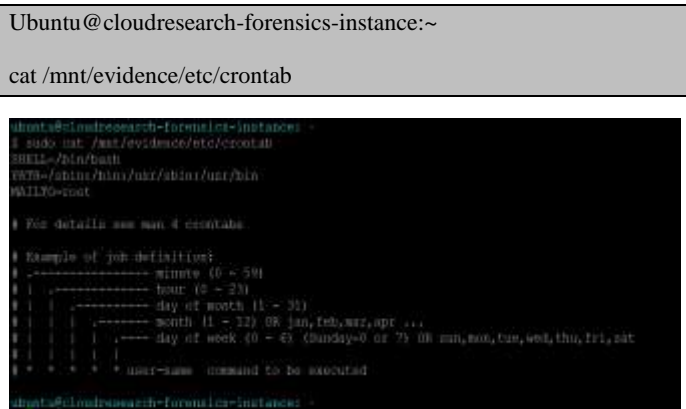 Ubuntu@cloudresearch-forensics-instance:~
cat /mnt/evidence/etc/crontab
ubuntu@cloudresearch-forensics-instance: ~
$ sudo cat /mnt/evidence/etc/crontab
SHELL=/bin/bash
PATH=/sbin:/bin:/usr/sbin:/usr/bin
MAILTO=root
# For details see man 4 crontabs
# Example of job definition:
# .---------------- minute (0 - 59)
# | .------------- hour (0 - 23)
# | | .---------- day of month (1 - 31)
# | | | .------- month (1 - 12) OR jan,feb,mar,apr ...
# | | | | .---- day of week (0 - 6) (Sunday=0 or 7) OR sun,mon,tue,wed,thu,fri,sat
# | | | | |
# * * * * * user-name command to be executed
ubuntu@cloudresearch-forensics-instance: ~